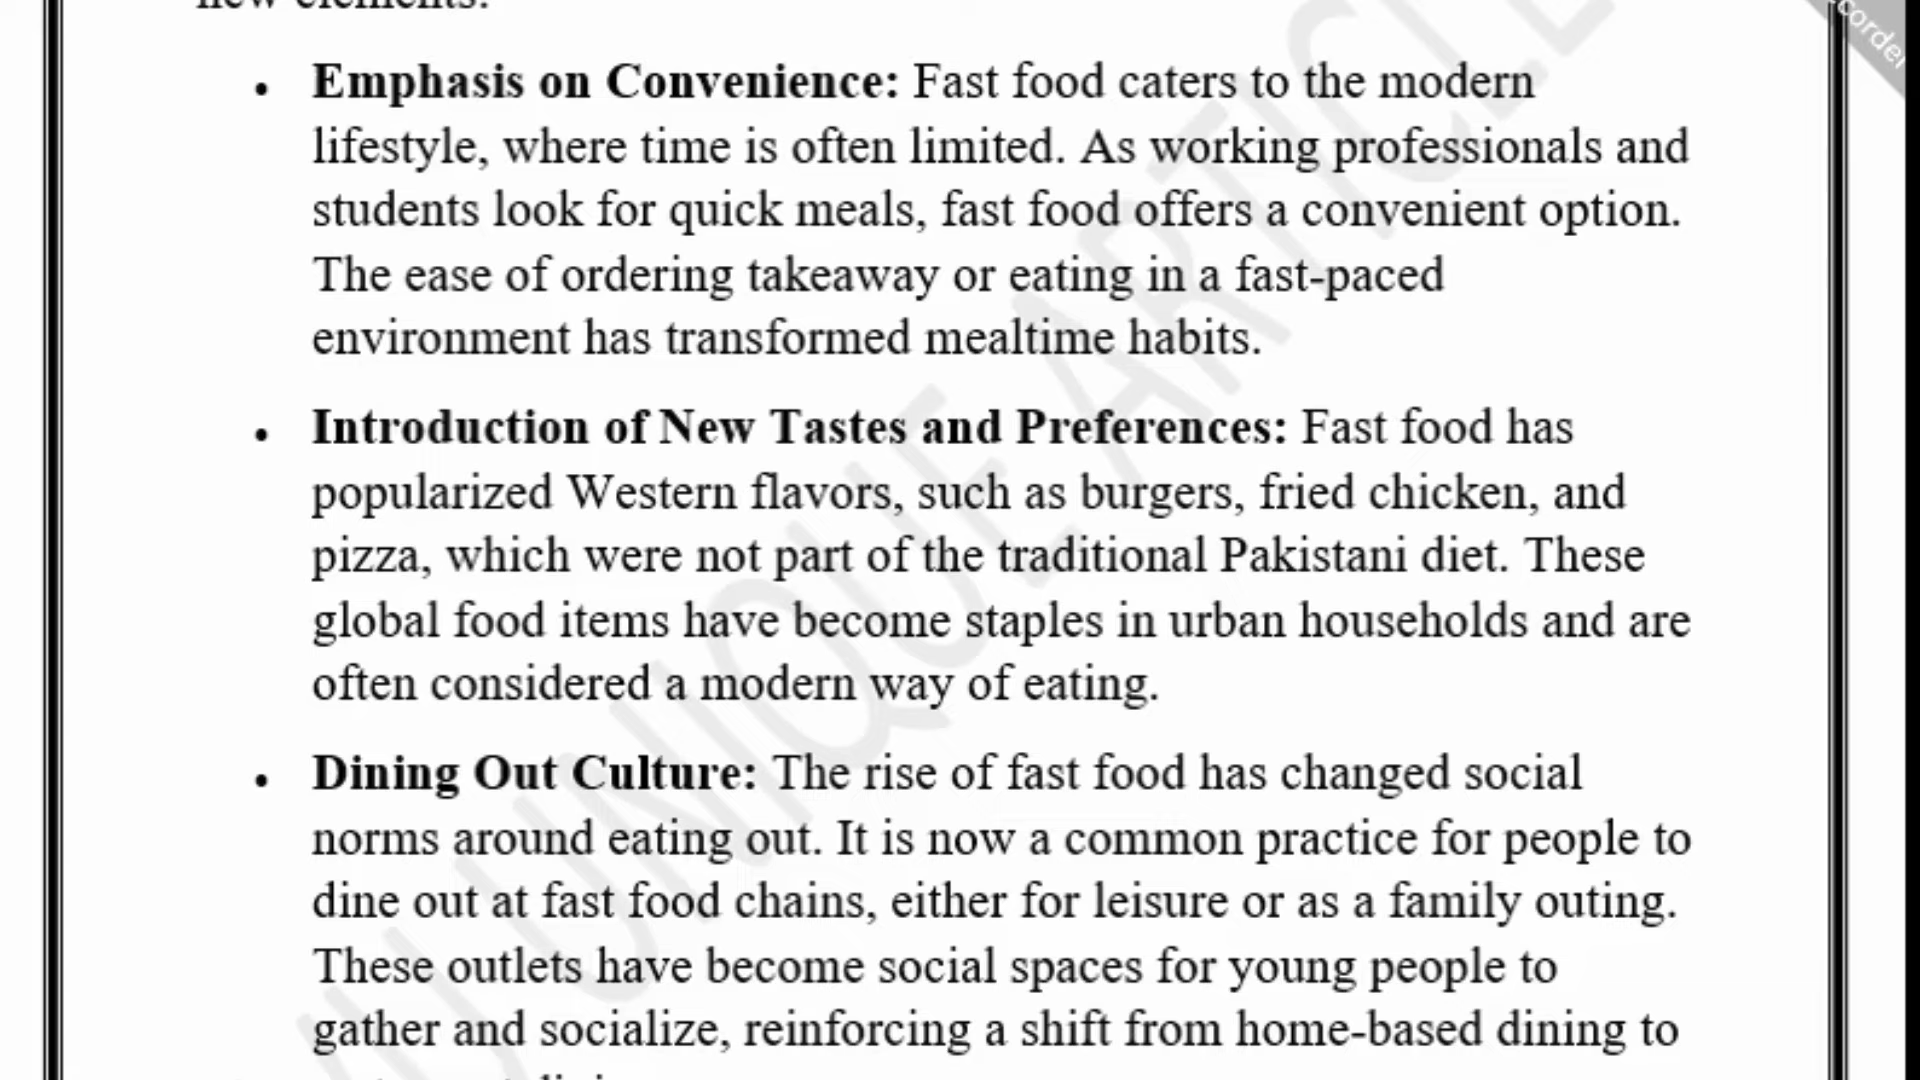 new elements.
• Emphasis on Convenience: Fast food caters to the modern
lifestyle, where time is often limited. As working professionals and
students look for quick meals, fast food offers a convenient option.
The ease of ordering takeaway or eating in a fast-paced
environment has transformed mealtime habits.
• Introduction of New Tastes and Preferences: Fast food has
popularized Western flavors, such as burgers, fried chicken, and
pizza, which were not part of the traditional Pakistani diet. These
global food items have become staples in urban households and are
often considered a modern way of eating.
• Dining Out Culture: The rise of fast food has changed social
norms around eating out. It is now a common practice for people to
dine out at fast food chains, either for leisure or as a family outing.
These outlets have become social spaces for young people to
gather and socialize, reinforcing a shift from home-based dining to
UNIQUE ARTICLE